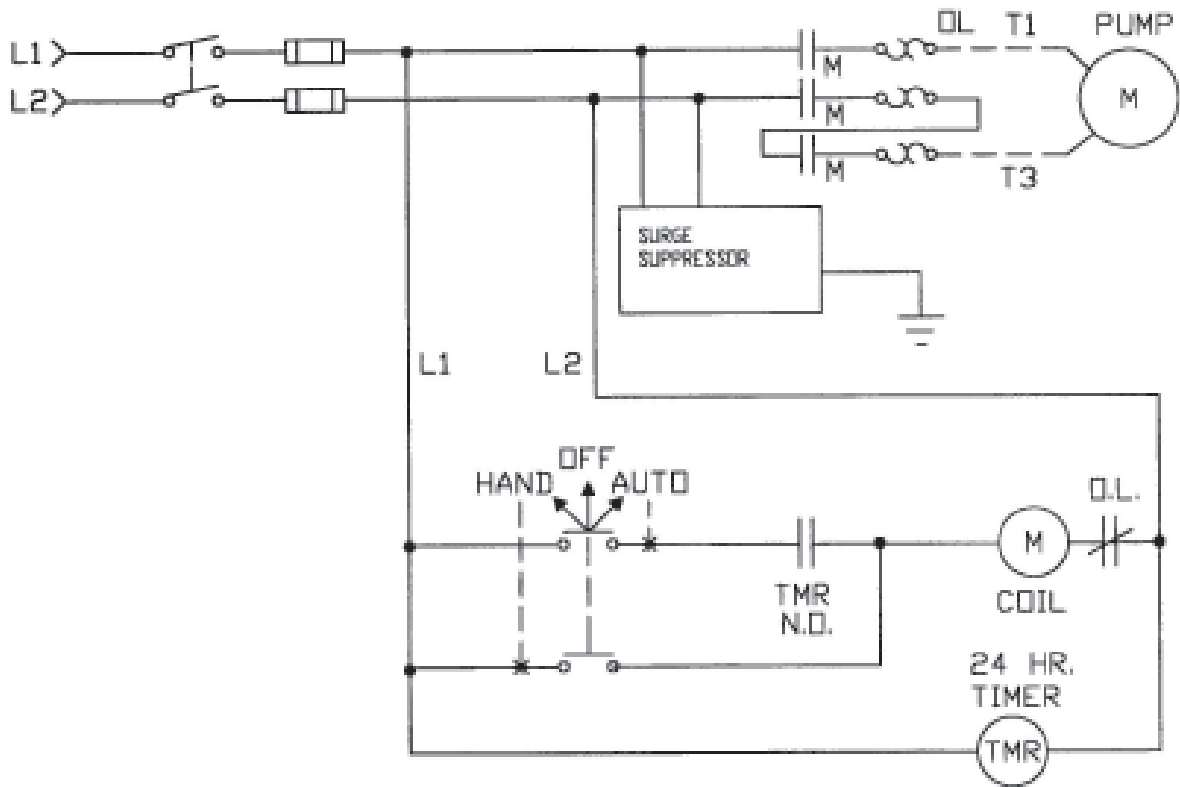 OL T1 PUMP
L1
M
M
L2
M
M
T3
SURGE
SUPPRESSOR
L1 L2
OFF
HAND AUTO
O.L.
M
TMR
N.O.
COIL
24 HR.
TIMER
TMR